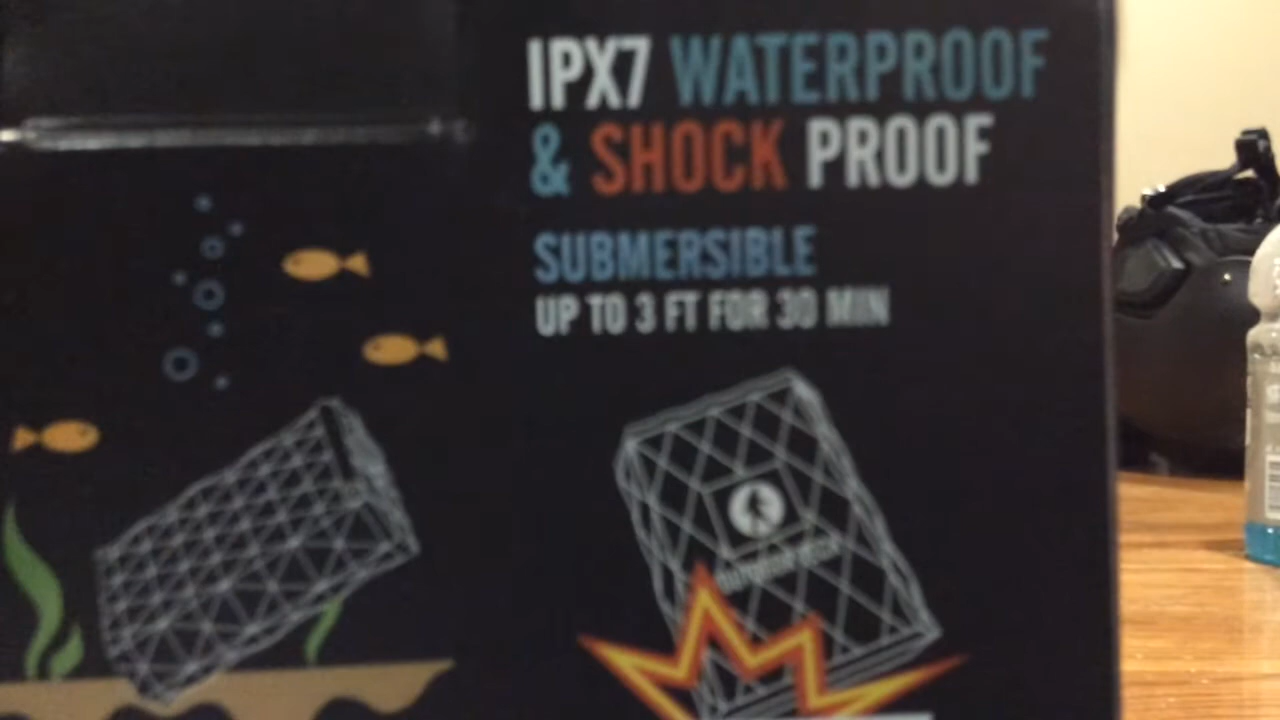 IPX7 WATERPROOF
& SHOCK PROOF
SUBMERSIBLE
UP TO 3 FT FOR 30 MIN